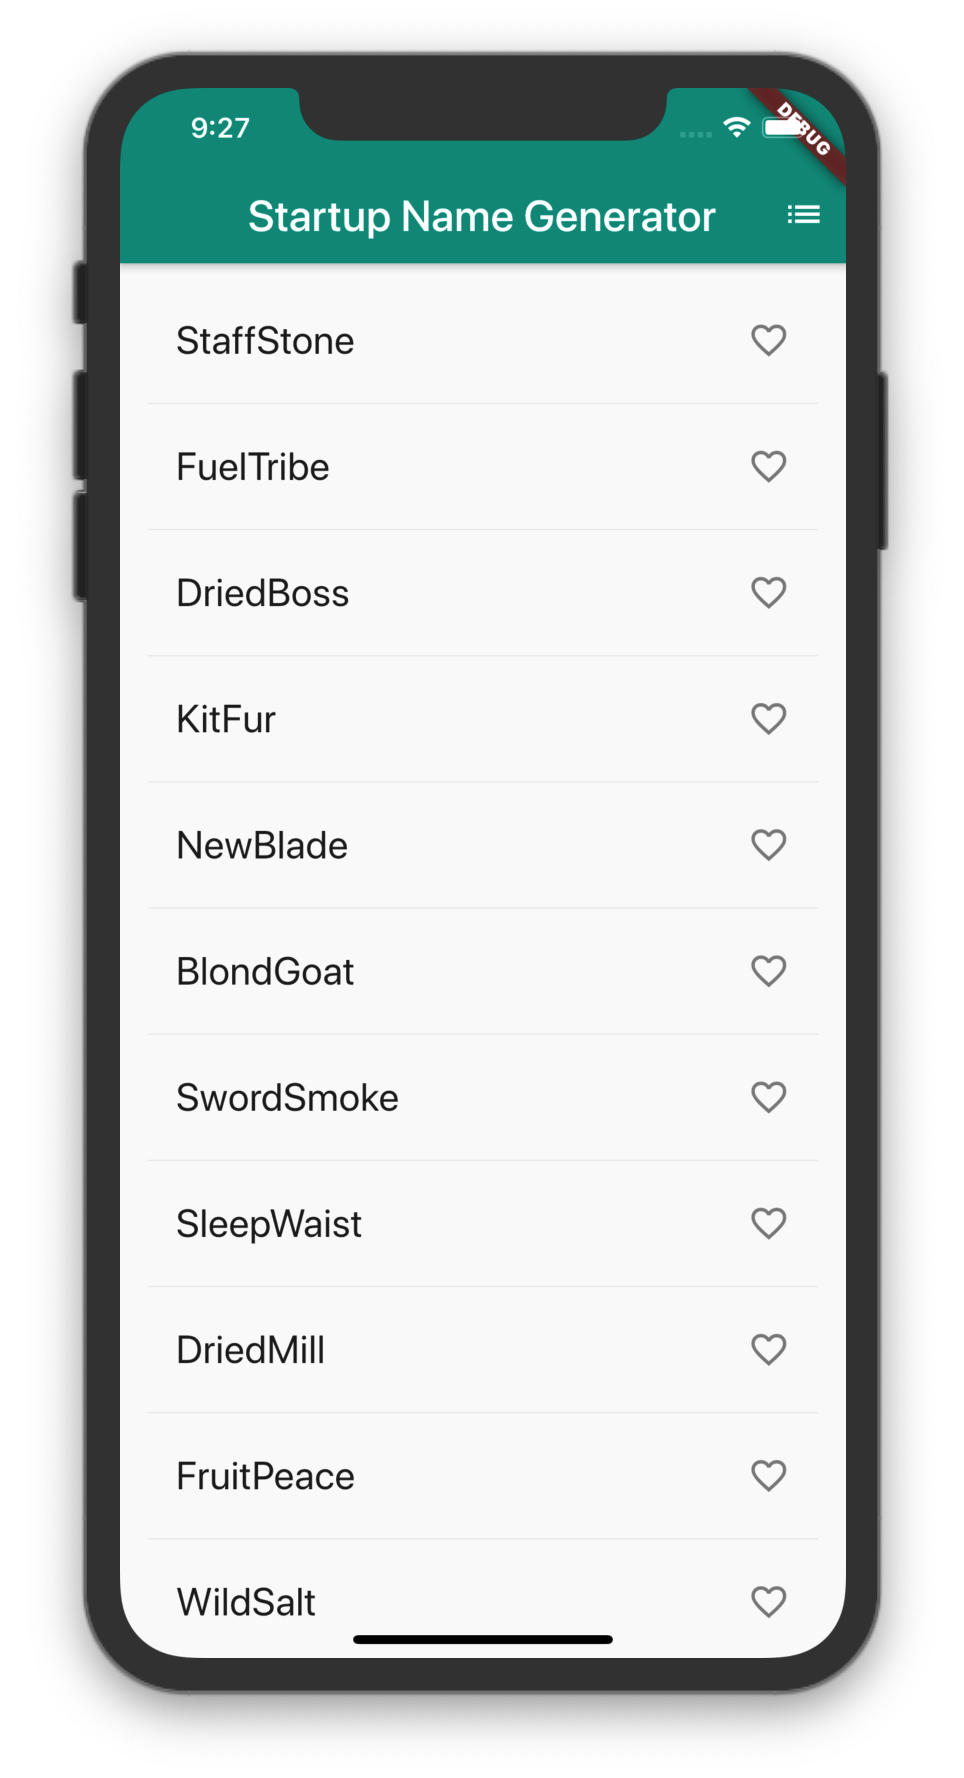 9:27
DEBUG
Startup Name Generator
StaffStone
FuelTribe
DriedBoss
KitFur
NewBlade
BlondGoat
SwordSmoke
SleepWaist
DriedMill
FruitPeace
WildSalt